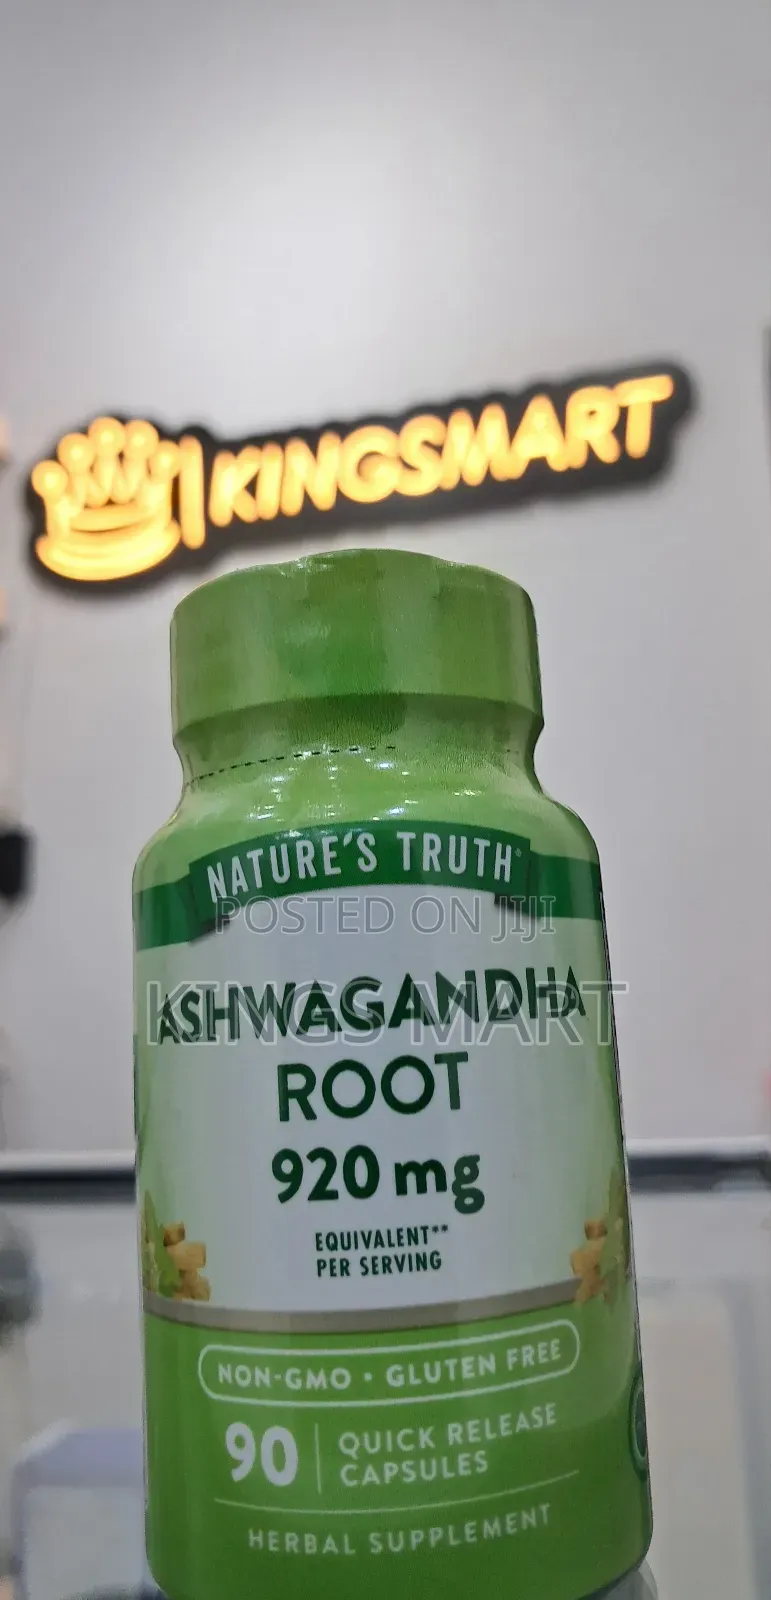 KINGSMART
NATURE'S TRUTH®
POSTED ON JIJI
ASHWAGANDHA
KINGS MART
ROOT
920 mg
EQUIVALENT**
PER SERVING
NON-GMO • GLUTEN FREE
90
QUICK RELEASE
CAPSULES
HERBAL SUPPLEMENT